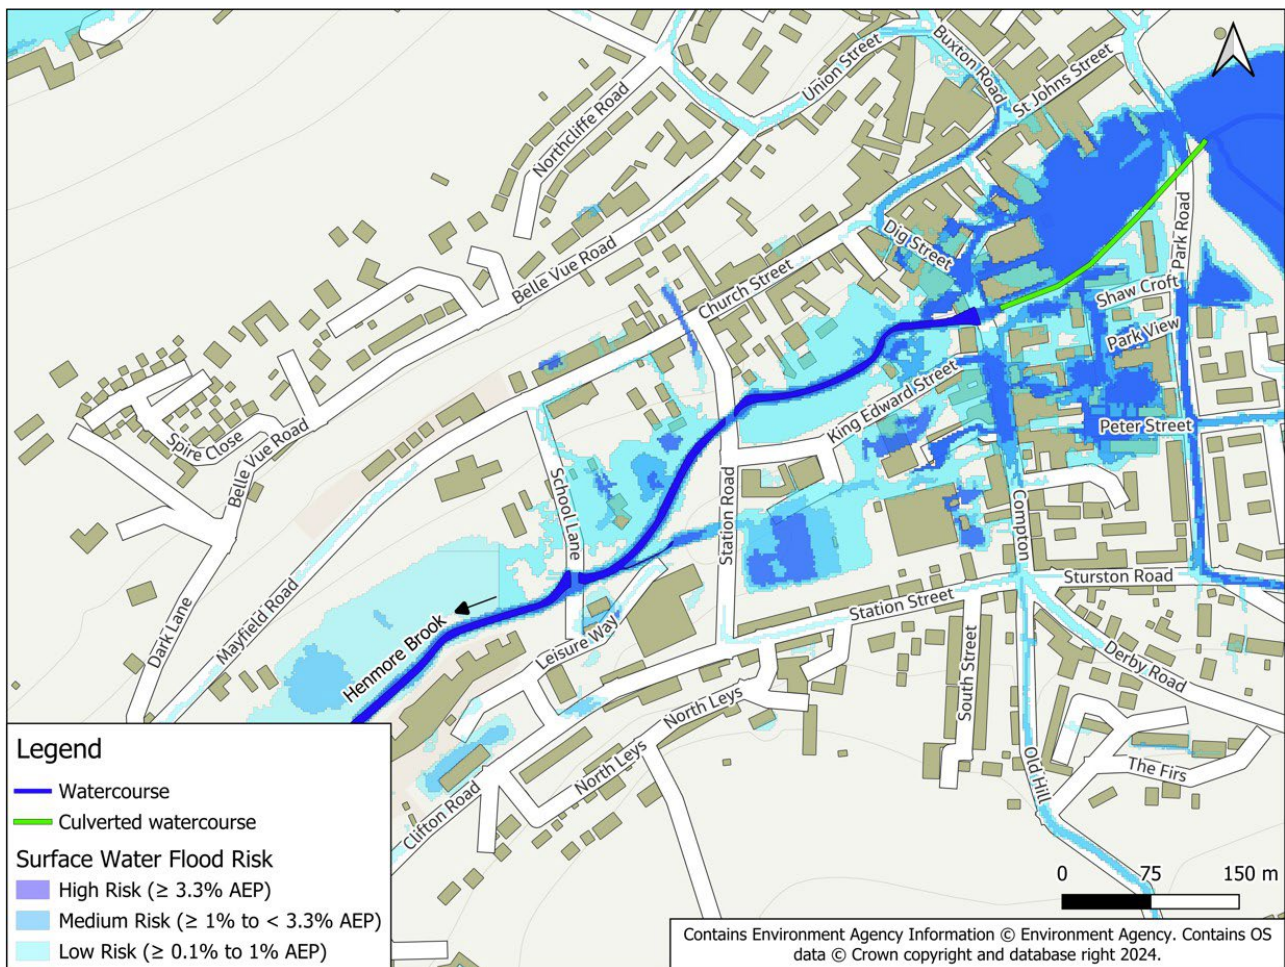 Buxton Road
Union Street
St Johns Street
Northcliffe Road
Dig Street
Park Road
Belle Vue Road
Church Street
Shaw Croft
Park View
King Edward Street
Peter Street
Spire Close
Belle Vue Road
School Lane
Station Road
Compton
Sturston Road
Mayfield Road
Station Street
Dark Lane
Henmore Brook
Leisure Way
South Street
Derby Road
North Leys
North Leys
Old Hill
The Firs
Clifton Road
Legend
Watercourse
Culverted watercourse
Surface Water Flood Risk
High Risk (≥ 3.3% AEP)
Medium Risk (≥ 1% to < 3.3% AEP)
Low Risk (≥ 0.1% to 1% AEP)
0 75 150 m
Contains Environment Agency Information © Environment Agency. Contains OS
data © Crown copyright and database right 2024.